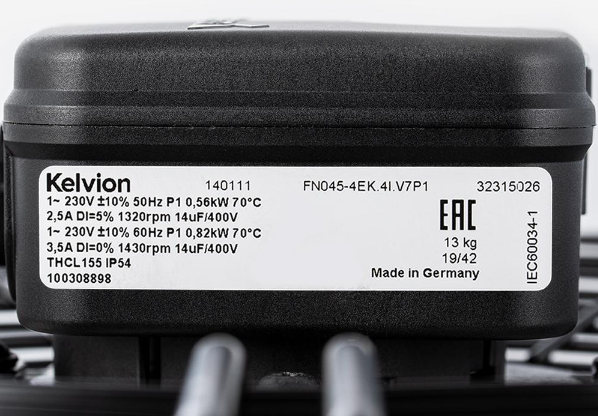 Kelvion 140111 FN045-4EK.4I.V7P1 32315026
1~ 230V ±10% 50Hz P1 0,56kW 70°C
2,5A DI=5% 1320rpm 14uF/400V
1~ 230V ±10% 60Hz P1 0,82kW 70°C
3,5A DI=0% 1430rpm 14uF/400V
THCL155 IP54
100308898
EAC
13 kg
19/42
Made in Germany
IEC60034-1